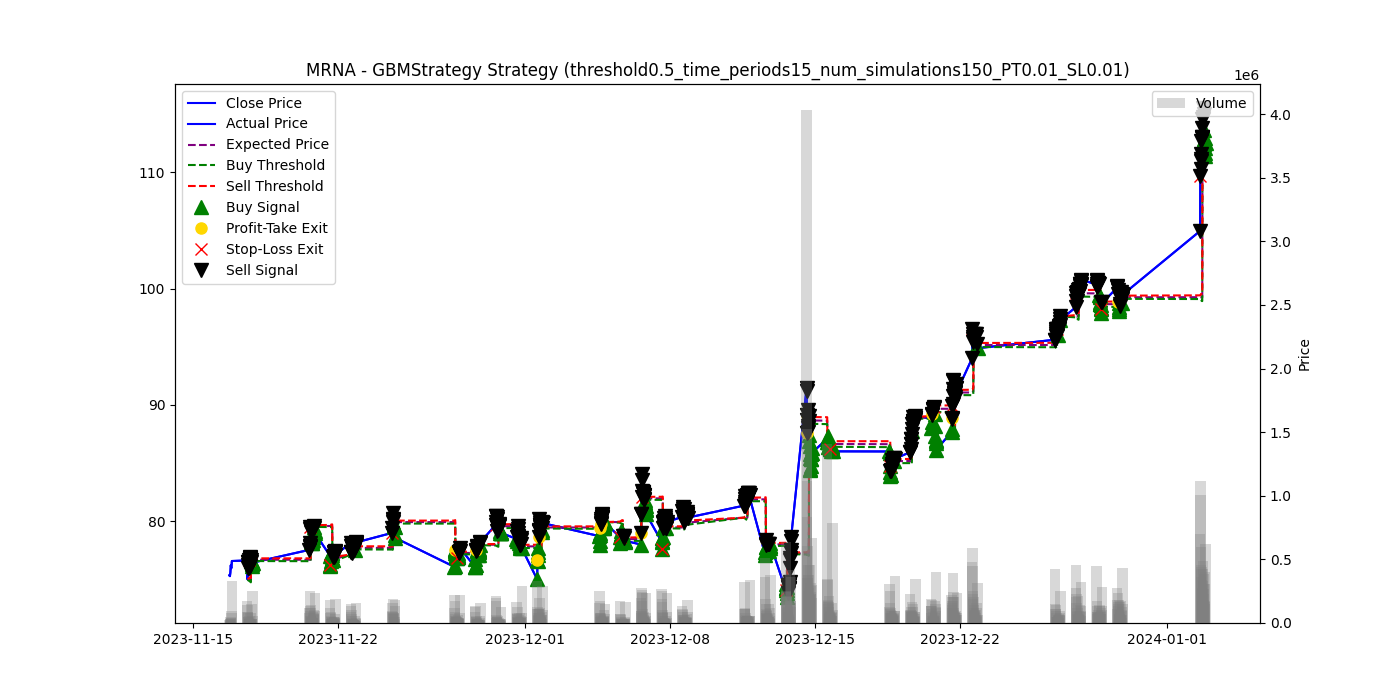 MRNA - GBMStrategy Strategy (threshold0.5_time_periods15_num_simulations150_PT0.01_SL0.01)
1e6
Close Price
Actual Price
Expected Price
Buy Threshold
Sell Threshold
Buy Signal
Profit-Take Exit
Stop-Loss Exit
Sell Signal
Volume
110
100
90
80
4.0
3.5
3.0
2.5
2.0
1.5
1.0
0.5
0.0
Price
2023-11-15
2023-11-22
2023-12-01
2023-12-08
2023-12-15
2023-12-22
2024-01-01